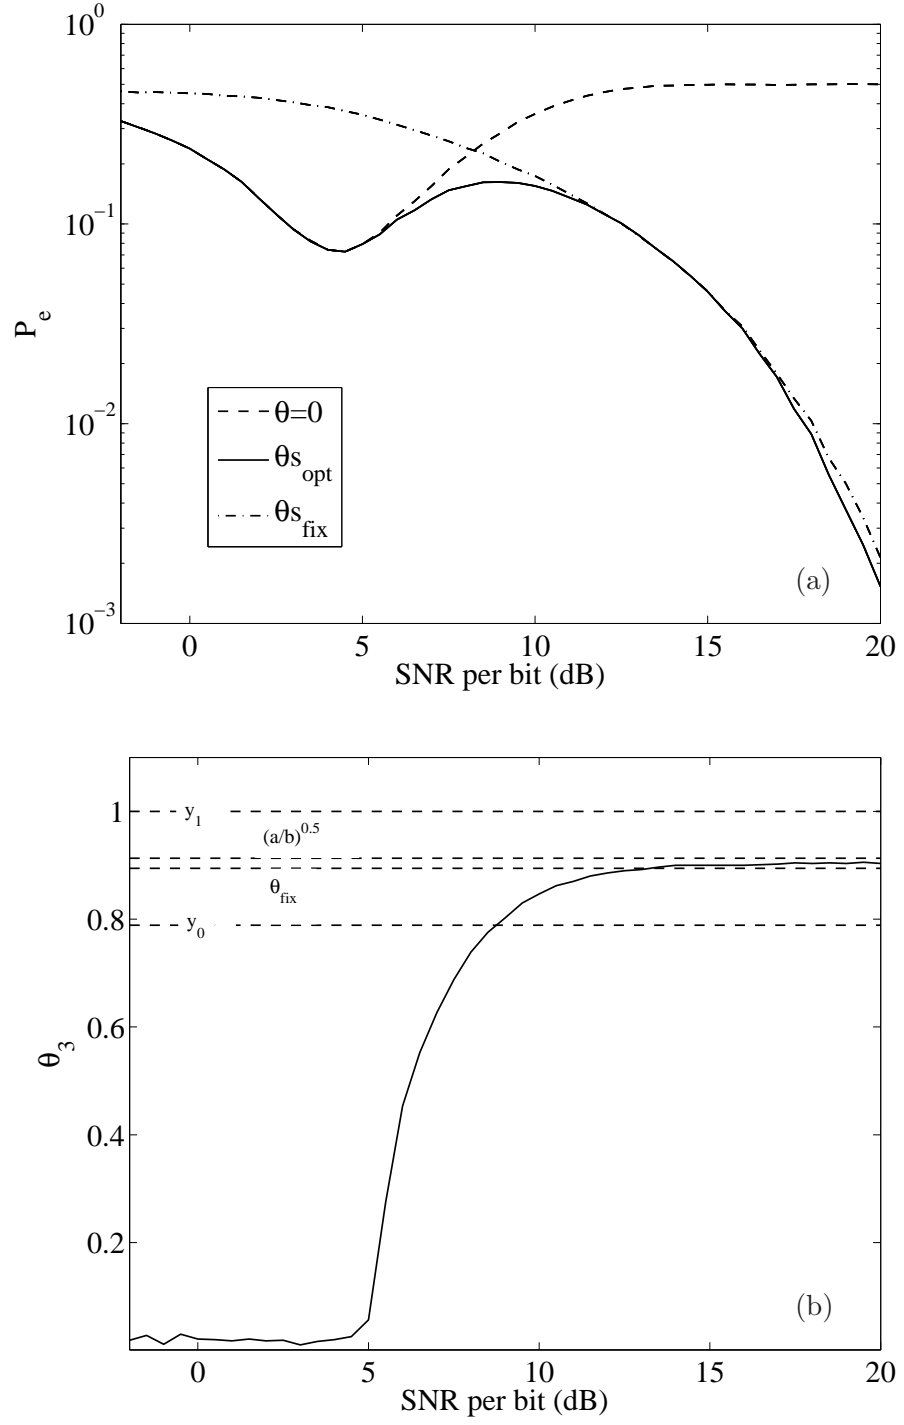 10^0
10^−1
10^−2
10^−3
P_e
θ=0
θs_opt
θs_fix
(a)
0 5 10 15 20
SNR per bit (dB)
1
0.8
0.6
0.4
0.2
θ_3
y_1
(a/b)^0.5
θ_fix
y_0
(b)
0 5 10 15 20
SNR per bit (dB)